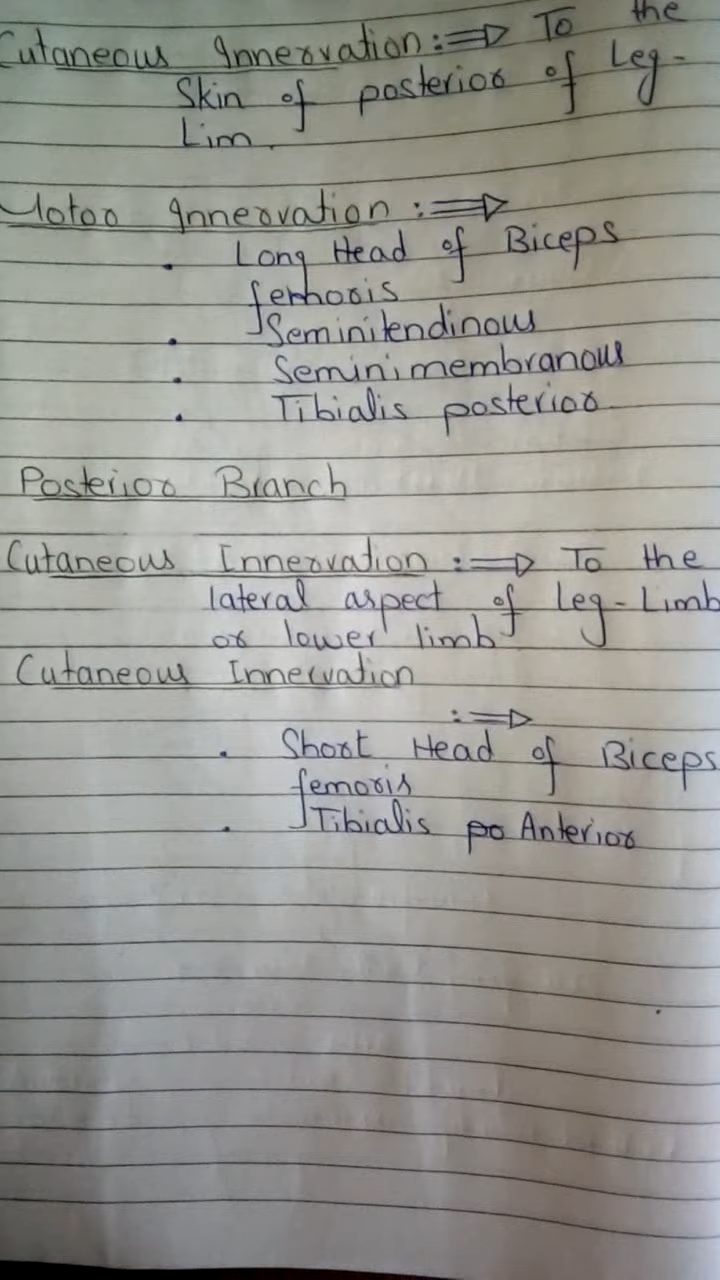 Cutaneous Innervation :⇒ To the
Skin of posterior of Leg-
Lim.
Motor Innervation :⇒
• Long Head of Biceps
femoris
• Seminitendinous
• Seminimembranous
• Tibialis posterior
Posterior Branch
Cutaneous Innervation :⇒ To the
lateral aspect of Leg-Limb
or lower limb
Cutaneous Innervation
:⇒
• Short Head of Biceps
femoris
• Tibialis po Anterior